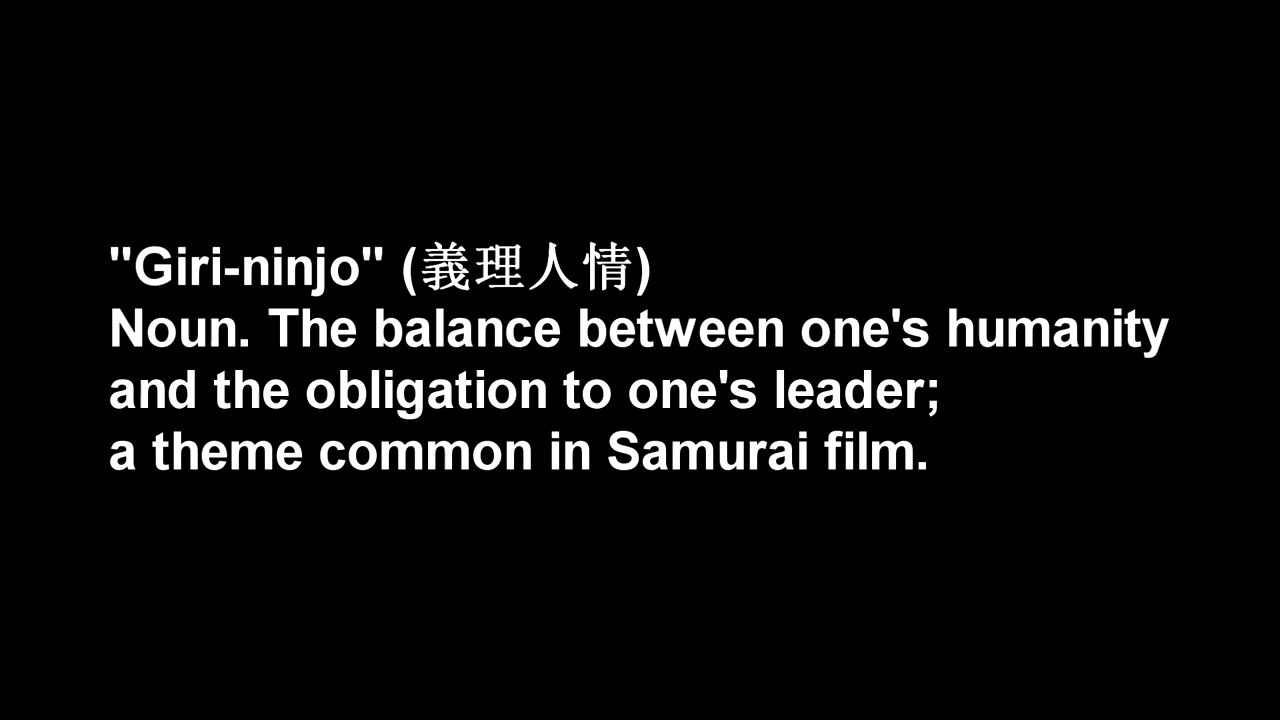 "Giri-ninjo" (義理人情)
Noun. The balance between one's humanity
and the obligation to one's leader;
a theme common in Samurai film.